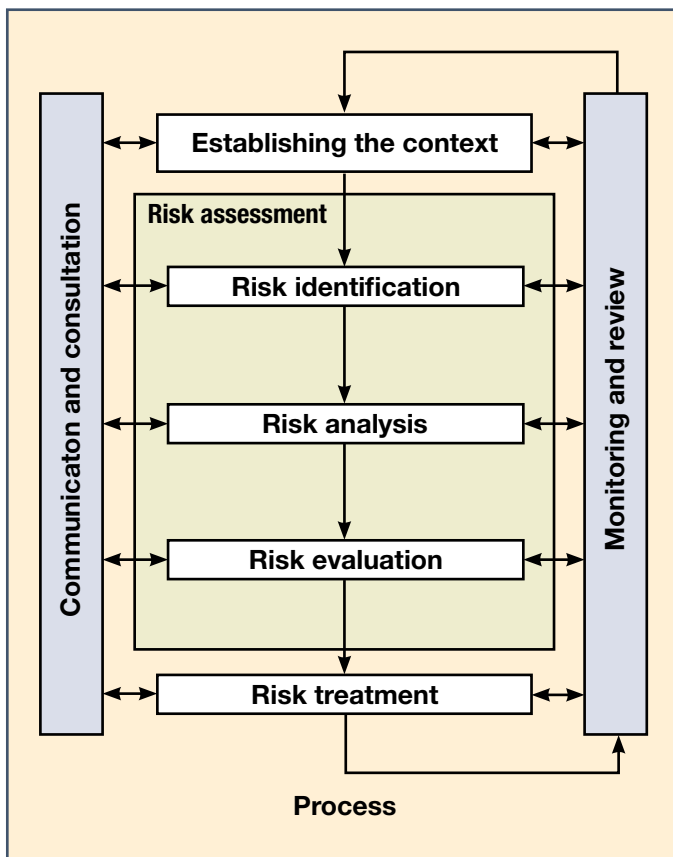 Establishing the context
Risk assessment
Risk identification
Risk analysis
Risk evaluation
Risk treatment
Communicaton and consultation
Monitoring and review
Process